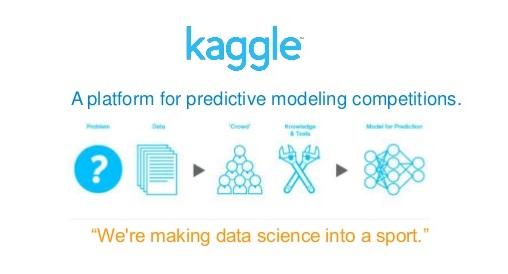 kaggle
A platform for predictive modeling competitions.
Problem Data 'Crowd' Knowledge & Tools Model for Prediction
?
“We're making data science into a sport.”